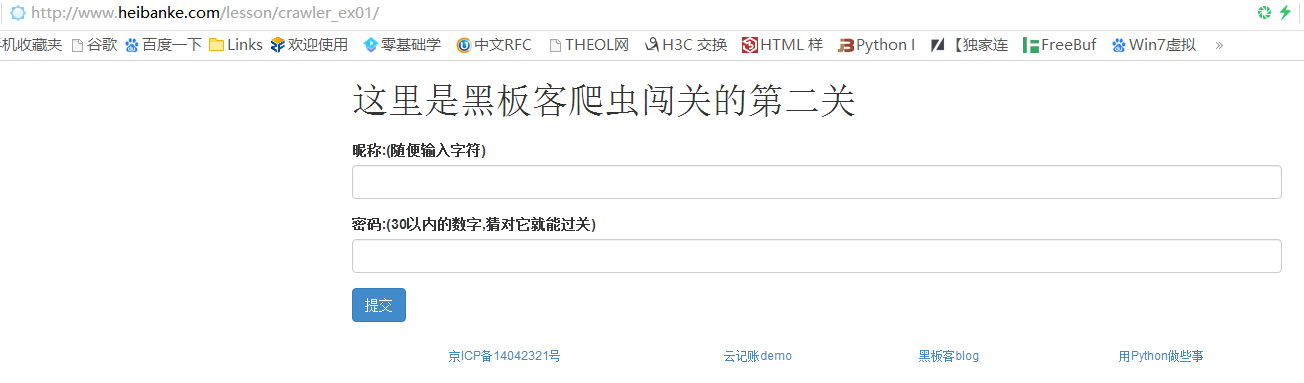 http://www.heibanke.com/lesson/crawler_ex01/
机收藏夹 谷歌 百度一下 Links 欢迎使用 零基础学 中文RFC THEOL网 H3C 交换 HTML 样 Python I 【独家连 FreeBuf Win7虚拟 »
这里是黑板客爬虫闯关的第二关
昵称:(随便输入字符)
密码:(30以内的数字,猜对它就能过关)
提交
京ICP备14042321号 云记账demo 黑板客blog 用Python做些事